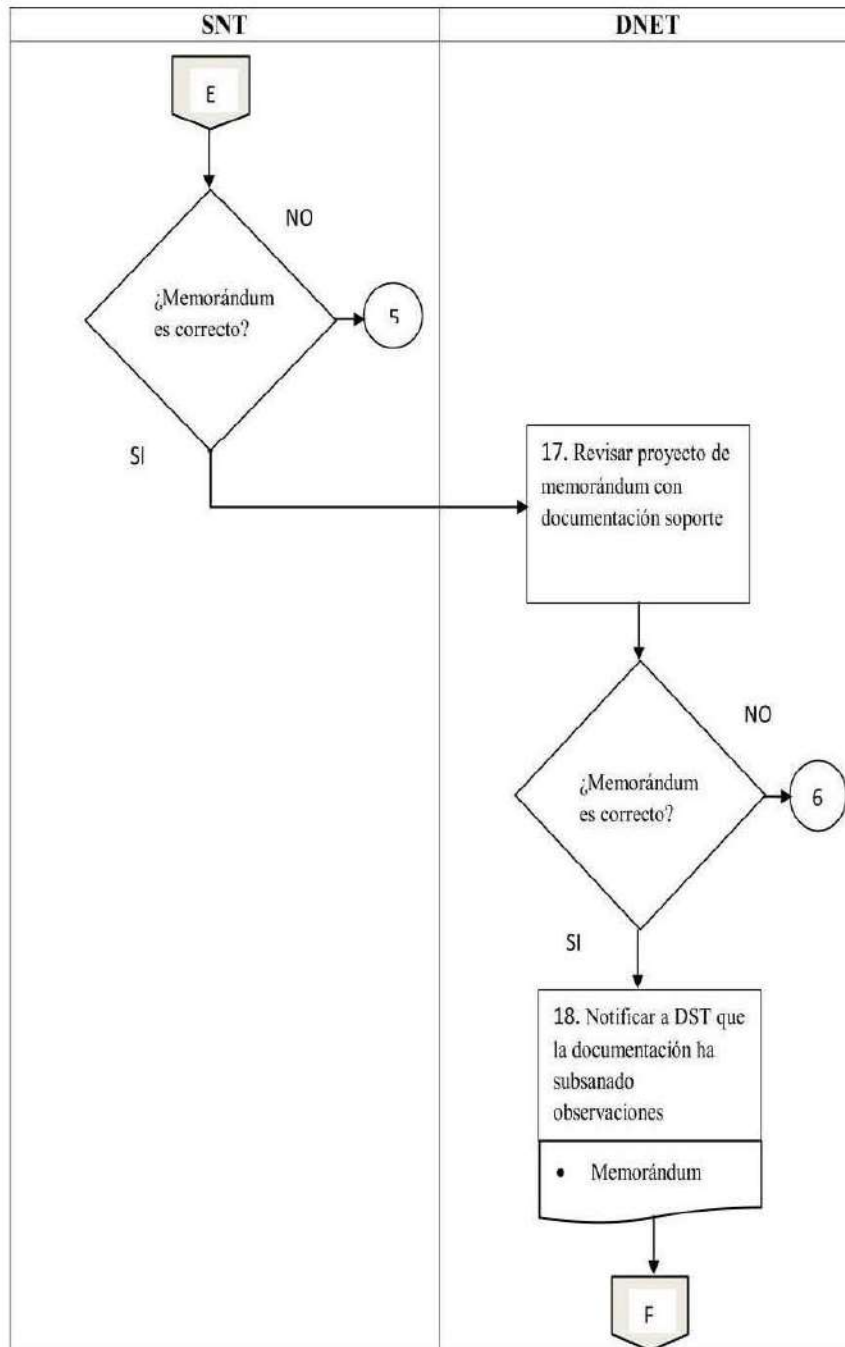 SNT
DNET
E
NO
¿Memorándum
es correcto?
5
SI
17. Revisar proyecto de
memorándum con
documentación soporte
NO
¿Memorándum
es correcto?
6
SI
18. Notificar a DST que
la documentación ha
subsanado
observaciones
• Memorándum
F